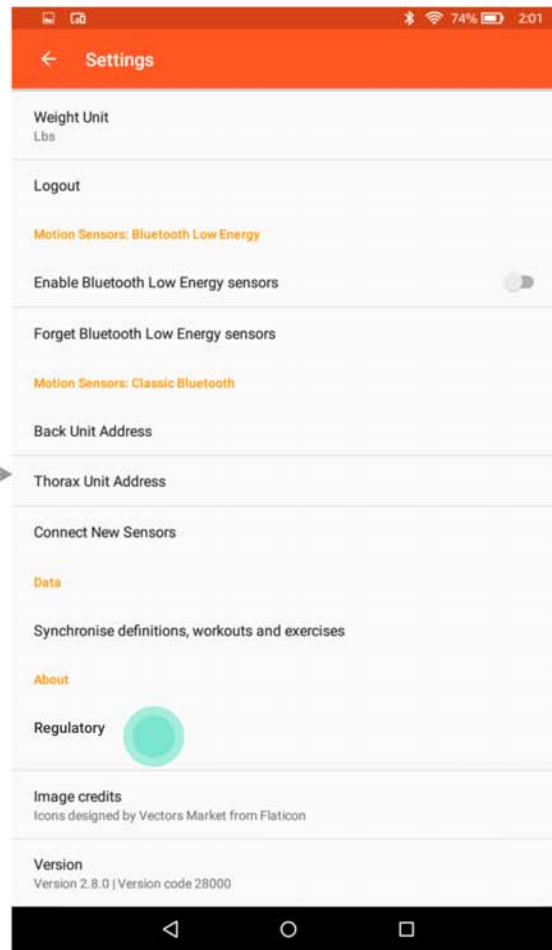 74% 2:01
Settings
Weight Unit
Lbs
Logout
Motion Sensors: Bluetooth Low Energy
Enable Bluetooth Low Energy sensors
Forget Bluetooth Low Energy sensors
Motion Sensors: Classic Bluetooth
Back Unit Address
Thorax Unit Address
Connect New Sensors
Data
Synchronise definitions, workouts and exercises
About
Regulatory
Image credits
Icons designed by Vectors Market from Flaticon
Version
Version 2.8.0 | Version code 28000